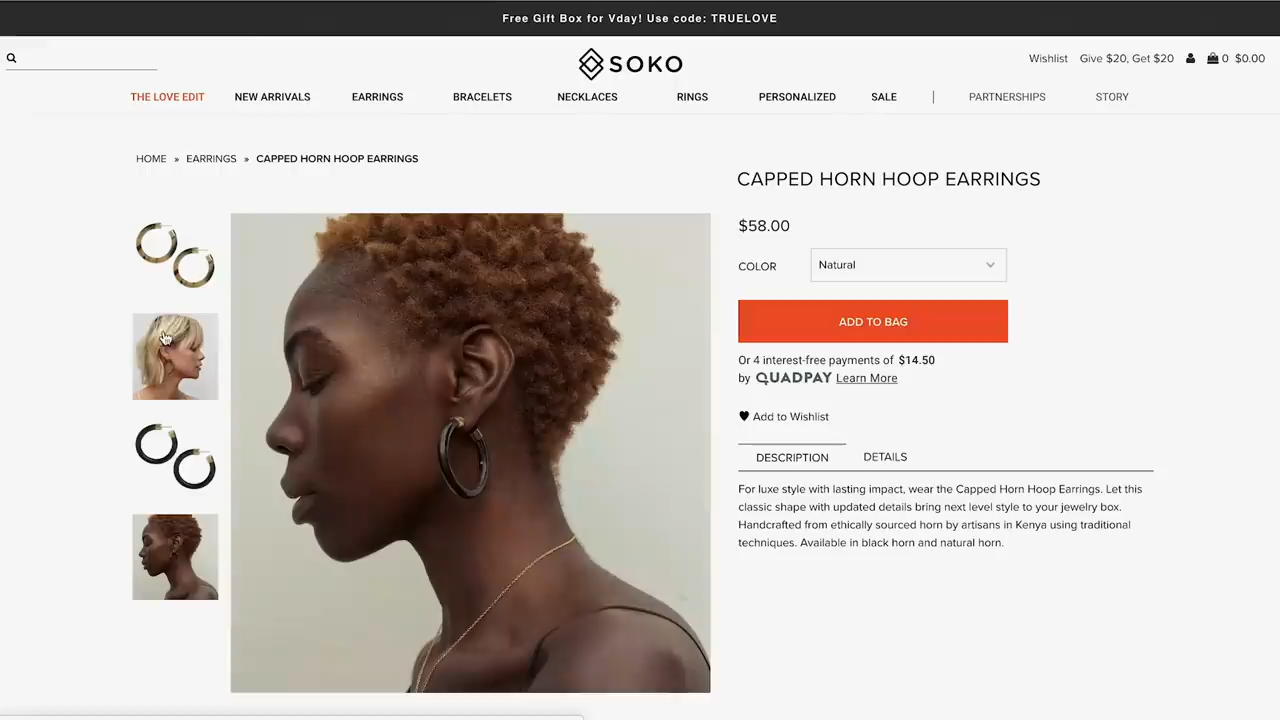 Free Gift Box for Vday! Use code: TRUELOVE
SOKO
Wishlist Give $20, Get $20 0 $0.00
THE LOVE EDIT NEW ARRIVALS EARRINGS BRACELETS NECKLACES RINGS PERSONALIZED SALE | PARTNERSHIPS STORY
HOME » EARRINGS » CAPPED HORN HOOP EARRINGS
CAPPED HORN HOOP EARRINGS
$58.00
COLOR Natural
ADD TO BAG
Or 4 interest-free payments of $14.50
by QUADPAY Learn More
Add to Wishlist
DESCRIPTION DETAILS
For luxe style with lasting impact, wear the Capped Horn Hoop Earrings. Let this
classic shape with updated details bring next level style to your jewelry box.
Handcrafted from ethically sourced horn by artisans in Kenya using traditional
techniques. Available in black horn and natural horn.